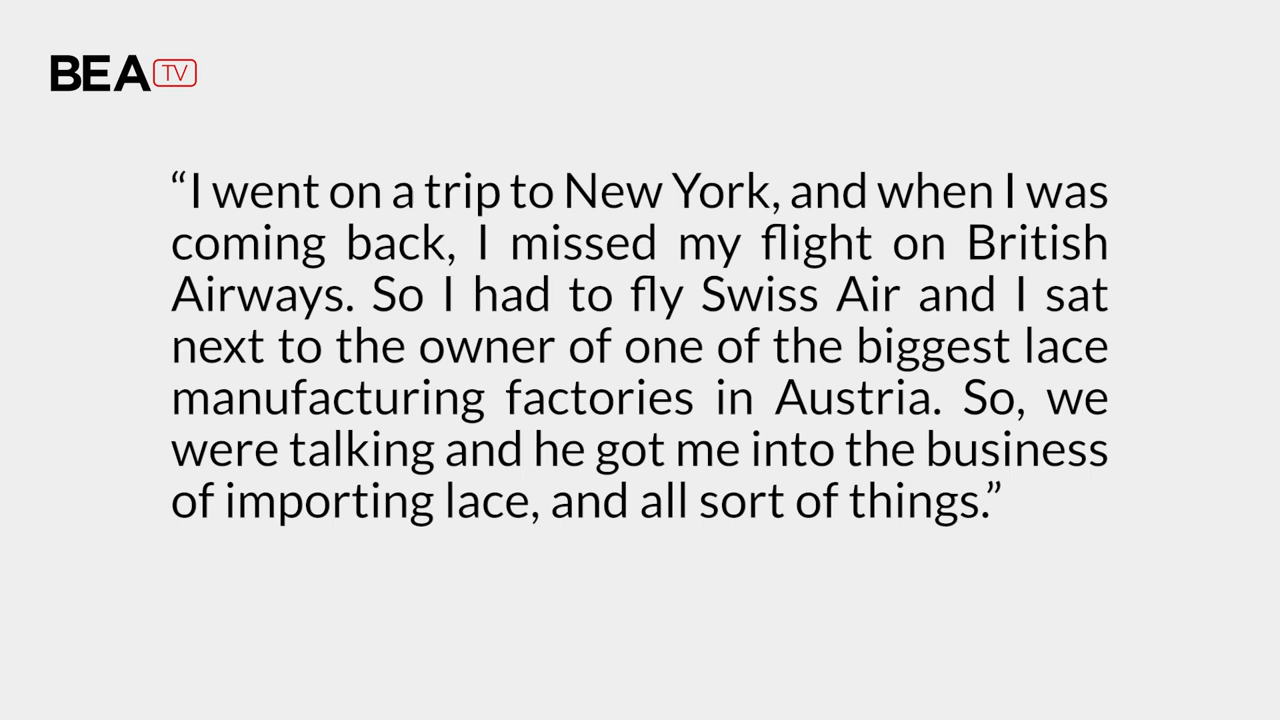 BEA TV
“I went on a trip to New York, and when I was
coming back, I missed my flight on British
Airways. So I had to fly Swiss Air and I sat
next to the owner of one of the biggest lace
manufacturing factories in Austria. So, we
were talking and he got me into the business
of importing lace, and all sort of things.”